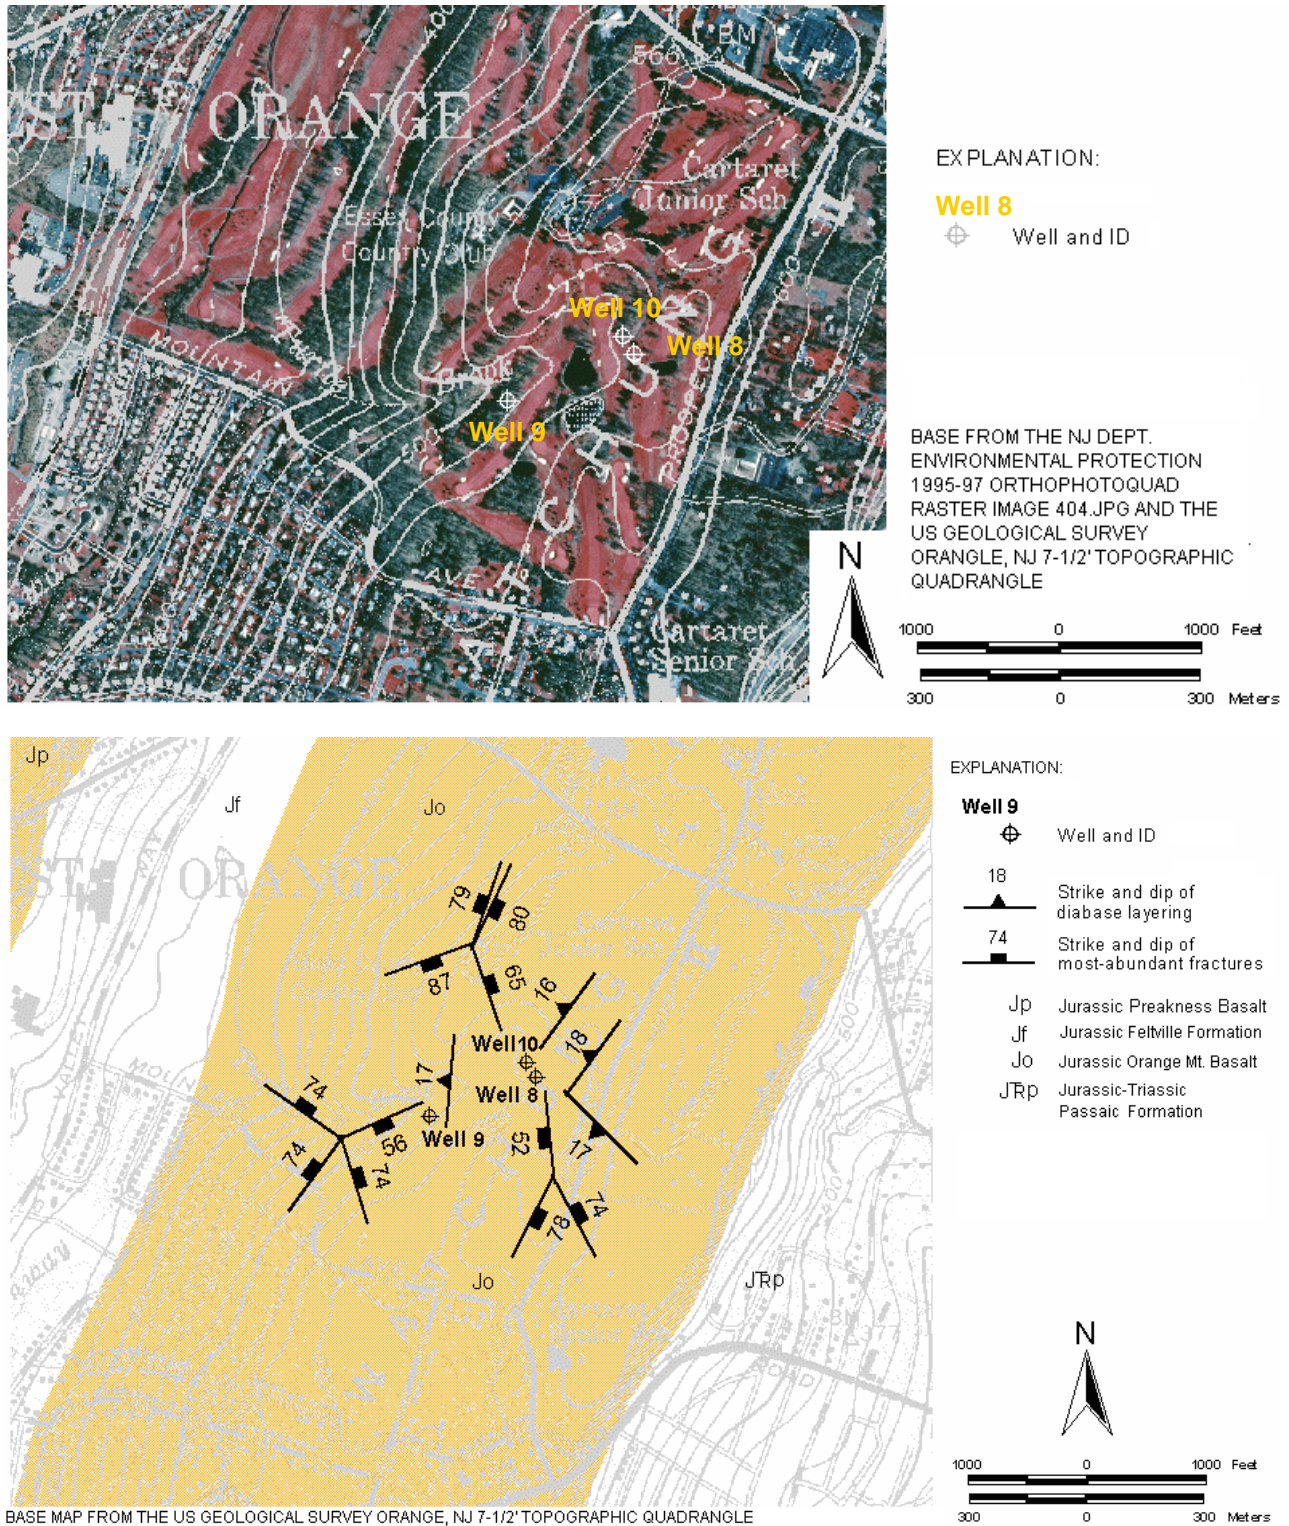 BM
566
EST ORANGE
Cartaret
Junior Sch
Essex County
Country Club
Well 10
Well 8
MOUNTAIN
Brook
Well 9
PROSPECT
AVE
Cartaret
Senior Sch
EXPLANATION:
Well 8
Well and ID
BASE FROM THE NJ DEPT.
ENVIRONMENTAL PROTECTION
1995-97 ORTHOPHOTOQUAD
RASTER IMAGE 404.JPG AND THE
US GEOLOGICAL SURVEY
ORANGLE, NJ 7-1/2' TOPOGRAPHIC
QUADRANGLE
N
1000 0 1000 Feet
300 0 300 Meters
Jp
Jf
Jo
WAY
EST ORANGE
79
80
87
65
16
18
Well10
17
Well 8
MOUNTAIN
74
Well 9
56
74
74
52
17
74
78
Jo
JTRp
500
ROAD
EXPLANATION:
Well 9
Well and ID
18
Strike and dip of
diabase layering
74
Strike and dip of
most-abundant fractures
Jp Jurassic Preakness Basalt
Jf Jurassic Feltville Formation
Jo Jurassic Orange Mt. Basalt
JTRp Jurassic-Triassic
Passaic Formation
N
1000 0 1000 Feet
300 0 300 Meters
BASE MAP FROM THE US GEOLOGICAL SURVEY ORANGE, NJ 7-1/2' TOPOGRAPHIC QUADRANGLE